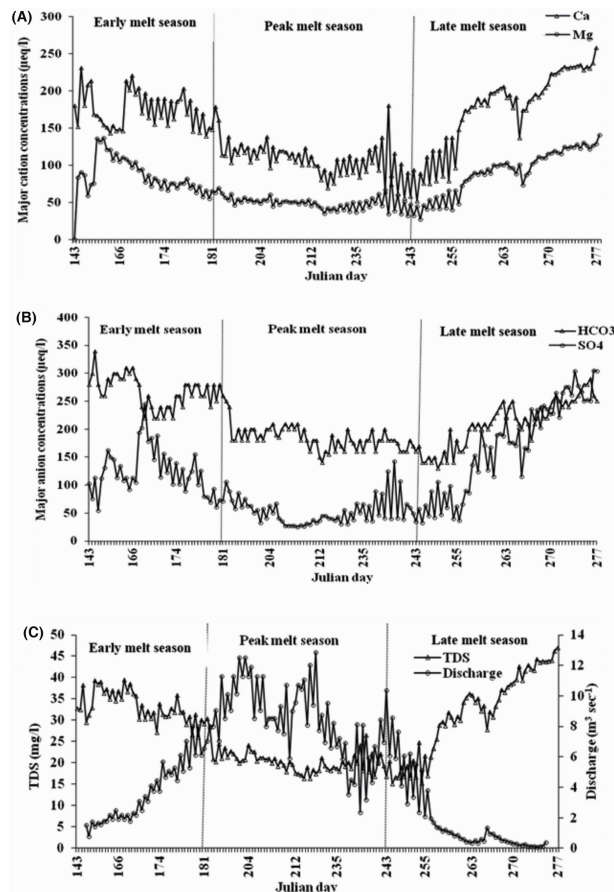 (A)
Early melt season
Peak melt season
Late melt season
Ca
Mg
Major cation concentrations (µeq/l)
300
250
200
150
100
50
0
143
166
181
204
212
235
243
255
263
270
277
Julian day
(B)
Early melt season
Peak melt season
Late melt season
HCO3
SO4
Major anion concentrations (µeq/l)
400
350
300
250
200
150
100
50
0
143
166
174
181
204
212
235
243
255
263
270
277
Julian day
(C)
Early melt season
Peak melt season
Late melt season
TDS
Discharge
TDS (mg/l)
50
45
40
35
30
25
20
15
10
5
0
14
12
10
8
6
4
2
0
Discharge (m3 sec-1)
143
166
174
181
204
212
235
243
255
263
270
277
Julian day